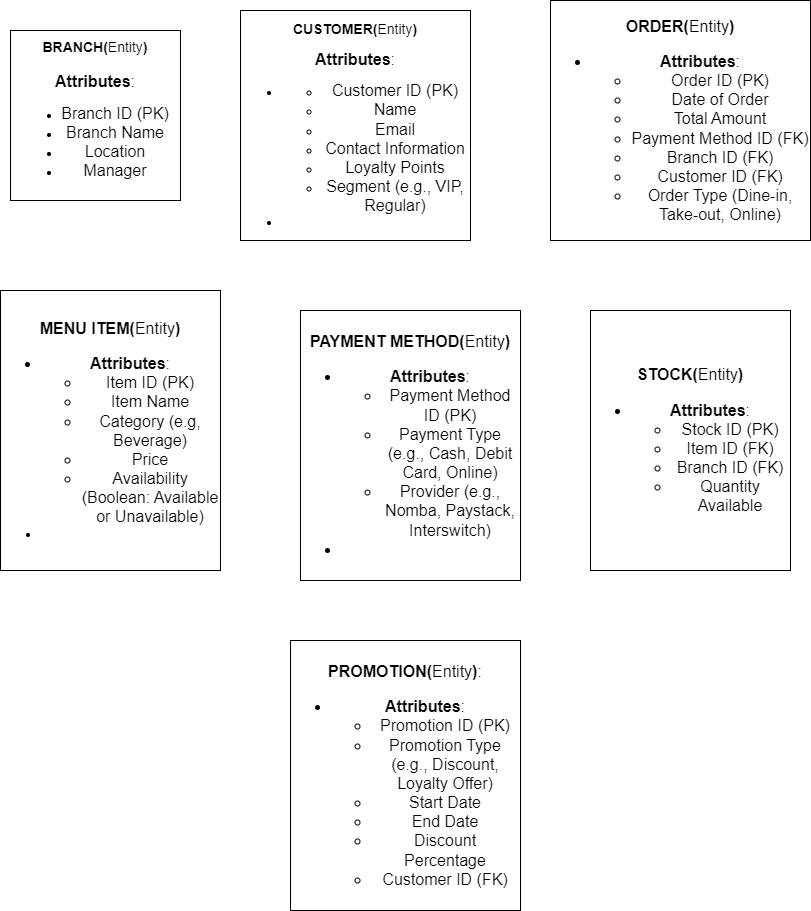 BRANCH(Entity)
Attributes:
Branch ID (PK)
Branch Name
Location
Manager
CUSTOMER(Entity)
Attributes:
Customer ID (PK)
Name
Email
Contact Information
Loyalty Points
Segment (e.g., VIP,
Regular)
ORDER(Entity)
Attributes:
Order ID (PK)
Date of Order
Total Amount
Payment Method ID (FK)
Branch ID (FK)
Customer ID (FK)
Order Type (Dine-in,
Take-out, Online)
MENU ITEM(Entity)
Attributes:
Item ID (PK)
Item Name
Category (e.g,
Beverage)
Price
Availability
(Boolean: Available
or Unavailable)
PAYMENT METHOD(Entity)
Attributes:
Payment Method
ID (PK)
Payment Type
(e.g., Cash, Debit
Card, Online)
Provider (e.g.,
Nomba, Paystack,
Interswitch)
STOCK(Entity)
Attributes:
Stock ID (PK)
Item ID (FK)
Branch ID (FK)
Quantity
Available
PROMOTION(Entity):
Attributes:
Promotion ID (PK)
Promotion Type
(e.g., Discount,
Loyalty Offer)
Start Date
End Date
Discount
Percentage
Customer ID (FK)